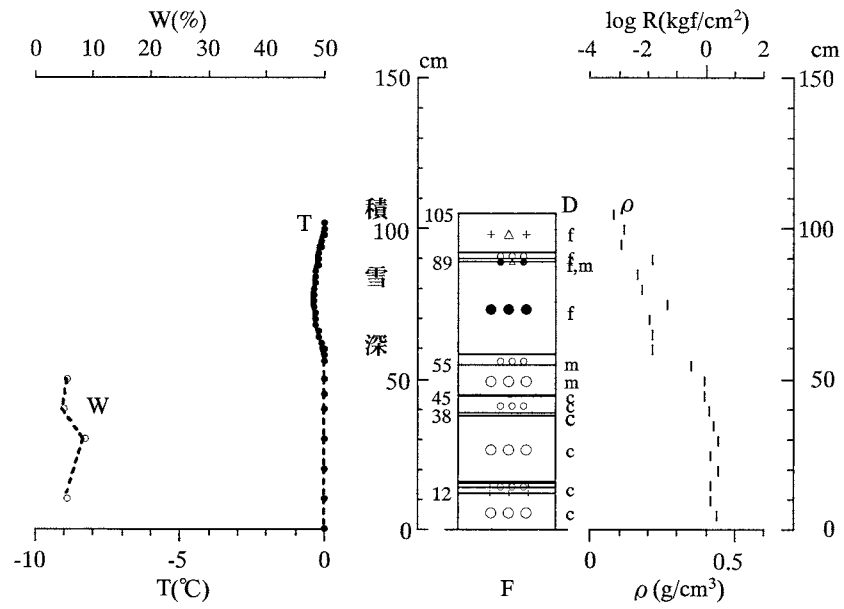 W(%)
0 10 20 30 40 50
log R(kgf/cm²)
-4 -2 0 2
cm
cm
150
150
積
雪
深
T
W
105
D
ρ
100
100
f
f
89
f,m
f
55
m
50
m
50
45
c
c
38
c
c
12
c
c
0
0
-10 -5 0
T(℃)
F
0 0.5
ρ (g/cm³)